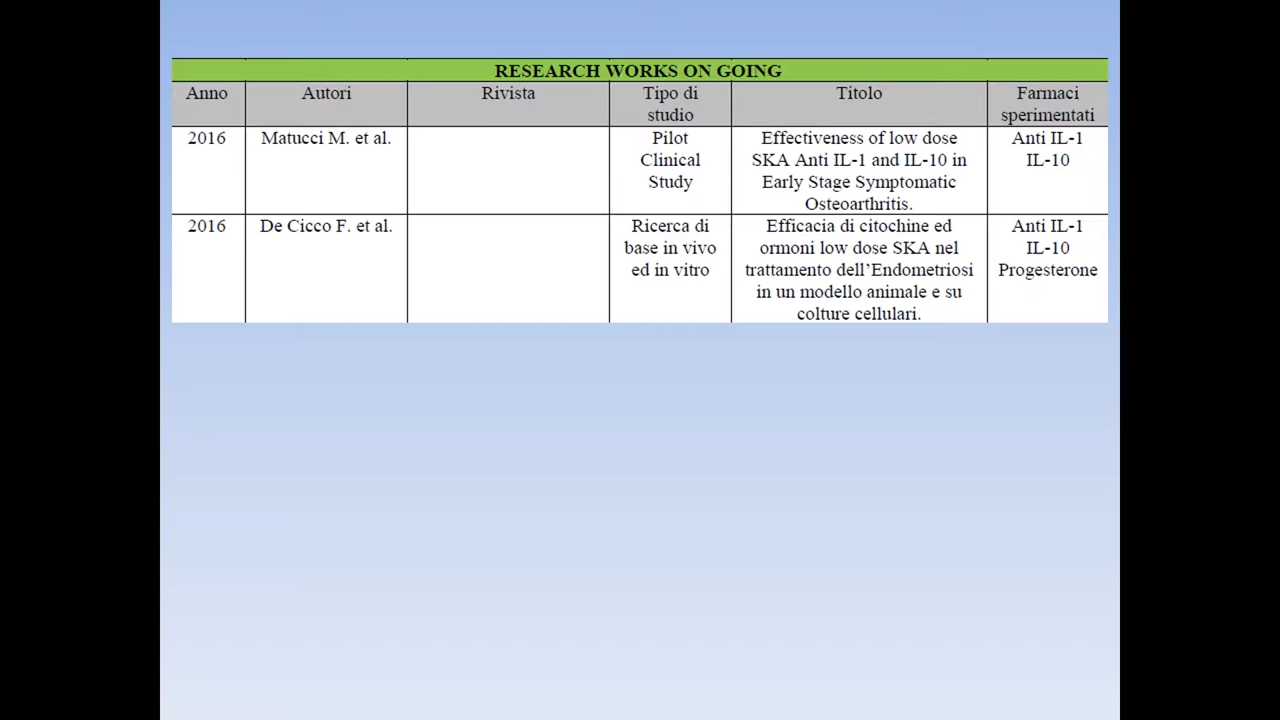 RESEARCH WORKS ON GOING
Anno
Autori
Rivista
Tipo di
studio
Titolo
Farmaci
sperimentati
2016
Matucci M. et al.
Pilot
Clinical
Study
Effectiveness of low dose
SKA Anti IL-1 and IL-10 in
Early Stage Symptomatic
Osteoarthritis.
Anti IL-1
IL-10
2016
De Cicco F. et al.
Ricerca di
base in vivo
ed in vitro
Efficacia di citochine ed
ormoni low dose SKA nel
trattamento dell’Endometriosi
in un modello animale e su
colture cellulari.
Anti IL-1
IL-10
Progesterone